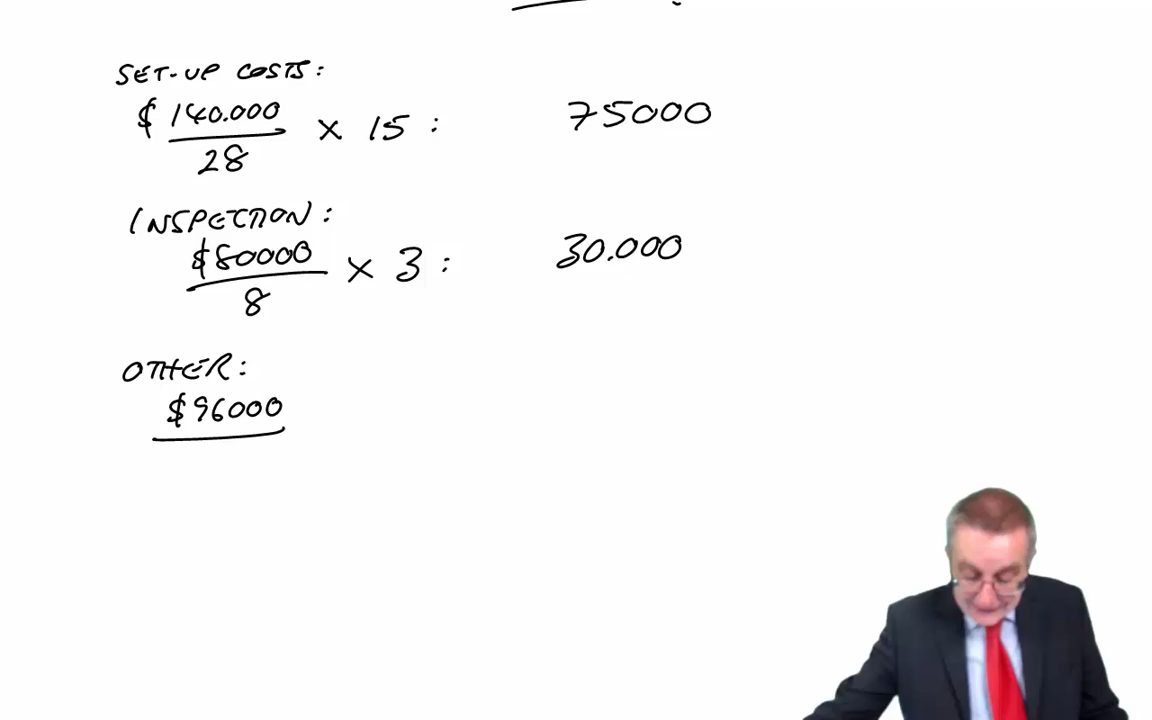 SET-UP COSTS:
$ 140.000
× 15 : 75000
28
INSPECTION:
$80000
× 3 : 30.000
8
OTHER:
$96000